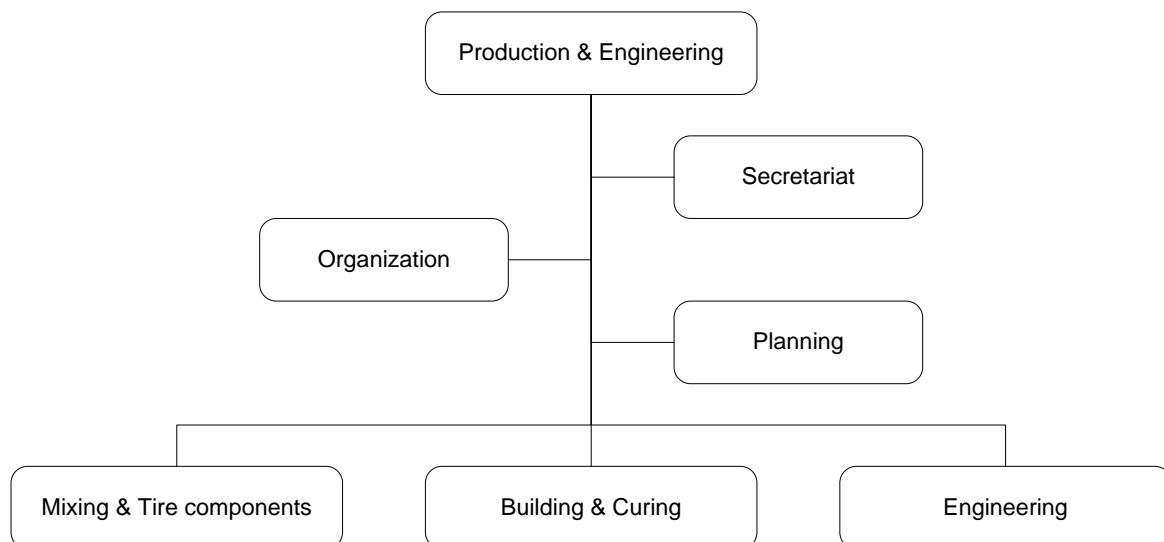 Production & Engineering
Secretariat
Organization
Planning
Mixing & Tire components
Building & Curing
Engineering